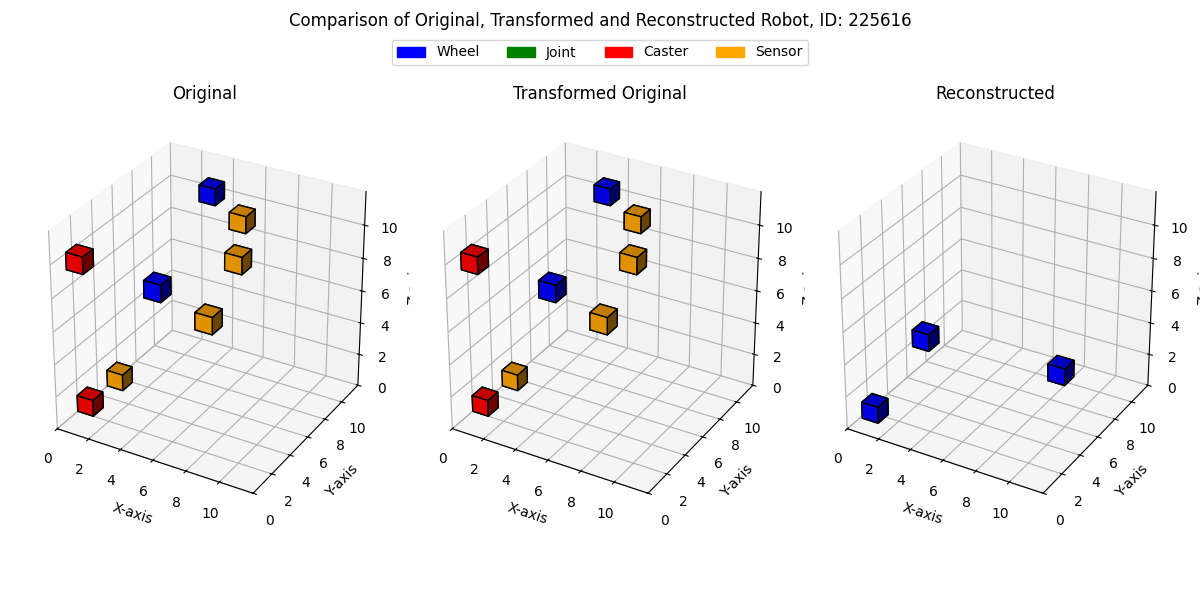 Comparison of Original, Transformed and Reconstructed Robot, ID: 225616
Wheel Joint Caster Sensor
Original
Transformed Original
Reconstructed
0 2 4 6 8 10
X-axis
0 2 4 6 8 10
Y-axis
0 2 4 6 8 10
0 2 4 6 8 10
X-axis
0 2 4 6 8 10
Y-axis
0 2 4 6 8 10
0 2 4 6 8 10
X-axis
0 2 4 6 8 10
Y-axis
0 2 4 6 8 10